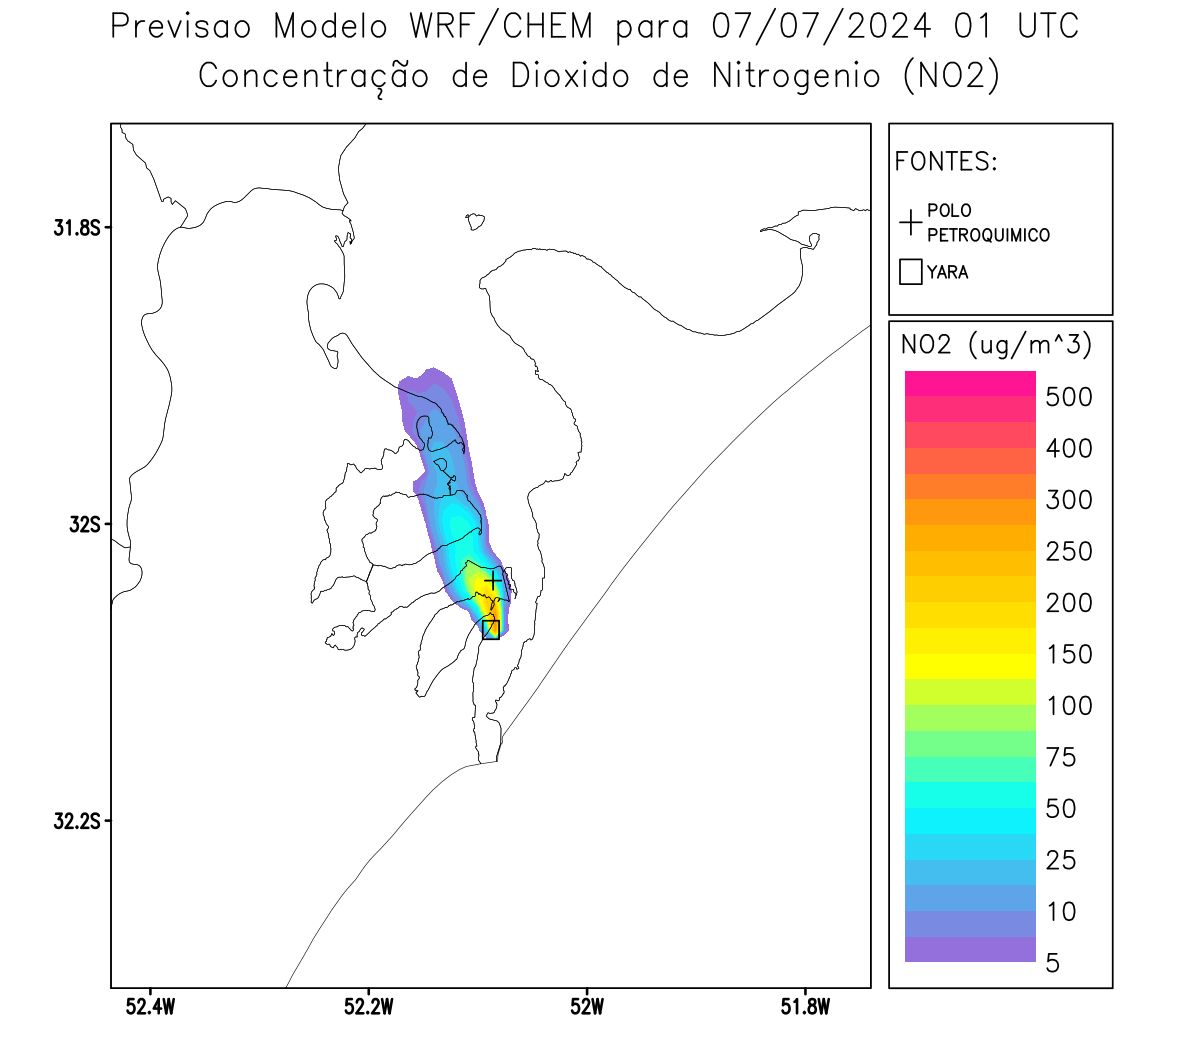 Previsao Modelo WRF/CHEM para 07/07/2024 01 UTC
Concentração de Dioxido de Nitrogenio (NO2)
FONTES:
POLO
PETROQUIMICO
YARA
NO2 (ug/m^3)
500
400
300
250
200
150
100
75
50
25
10
5
31.8S
32S
32.2S
52.4W
52.2W
52W
51.8W